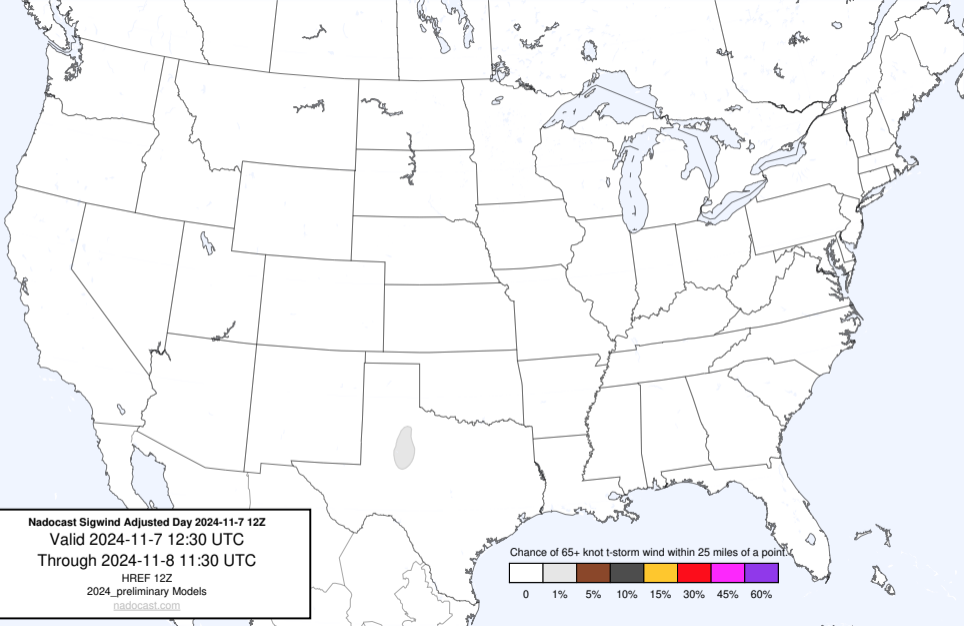 Nadocast Sigwind Adjusted Day 2024-11-7 12Z
Valid 2024-11-7 12:30 UTC
Through 2024-11-8 11:30 UTC
HREF 12Z
2024_preliminary Models
nadocast.com
Chance of 65+ knot t-storm wind within 25 miles of a point.
0 1% 5% 10% 15% 30% 45% 60%